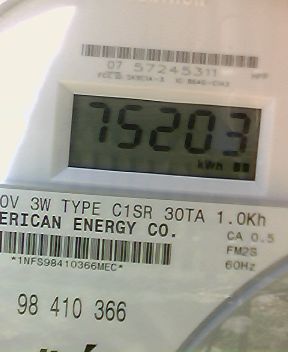 07 57245311
75203
kWh
0V 3W TYPE C1SR 30TA 1.0Kh
ERICAN ENERGY CO.
CA 0.5
FM2S
*1NFS98410366MEC*
60Hz
98 410 366